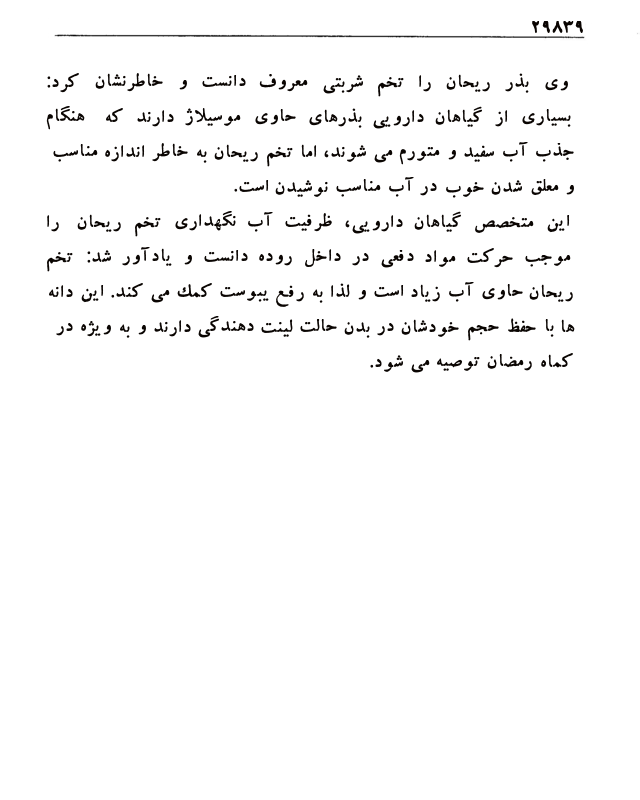 ۲۹۸۳۹
وی بذر ریحان را تخم شربتی معروف دانست و خاطرنشان کرد:
بسیاری از گیاهان دارویی بذرهای حاوی موسیلاژ دارند که هنگام
جذب آب سفید و متورم می شوند، اما تخم ریحان به خاطر اندازه مناسب
و معلق شدن خوب در آب مناسب نوشیدن است.
این متخصص گیاهان دارویی، ظرفیت آب نگهداری تخم ریحان را
موجب حرکت مواد دفعی در داخل روده دانست و یادآور شد: تخم
ریحان حاوی آب زیاد است و لذا به رفع یبوست کمك می کند. این دانه
ها با حفظ حجم خودشان در بدن حالت لینت دهندگی دارند و به ویژه در
کماه رمضان توصیه می شود.